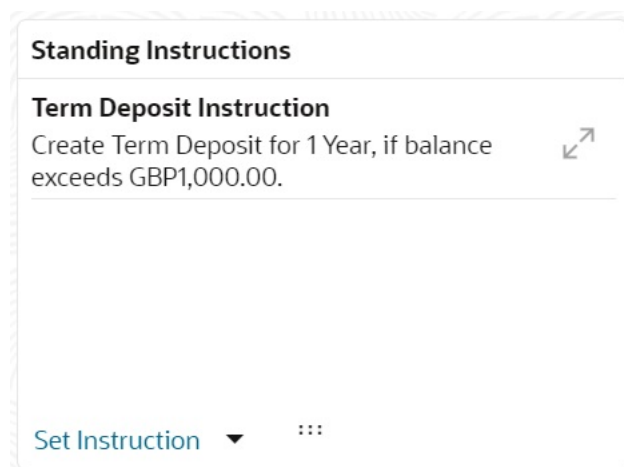 Standing Instructions
Term Deposit Instruction
Create Term Deposit for 1 Year, if balance
exceeds GBP1,000.00.
Set Instruction